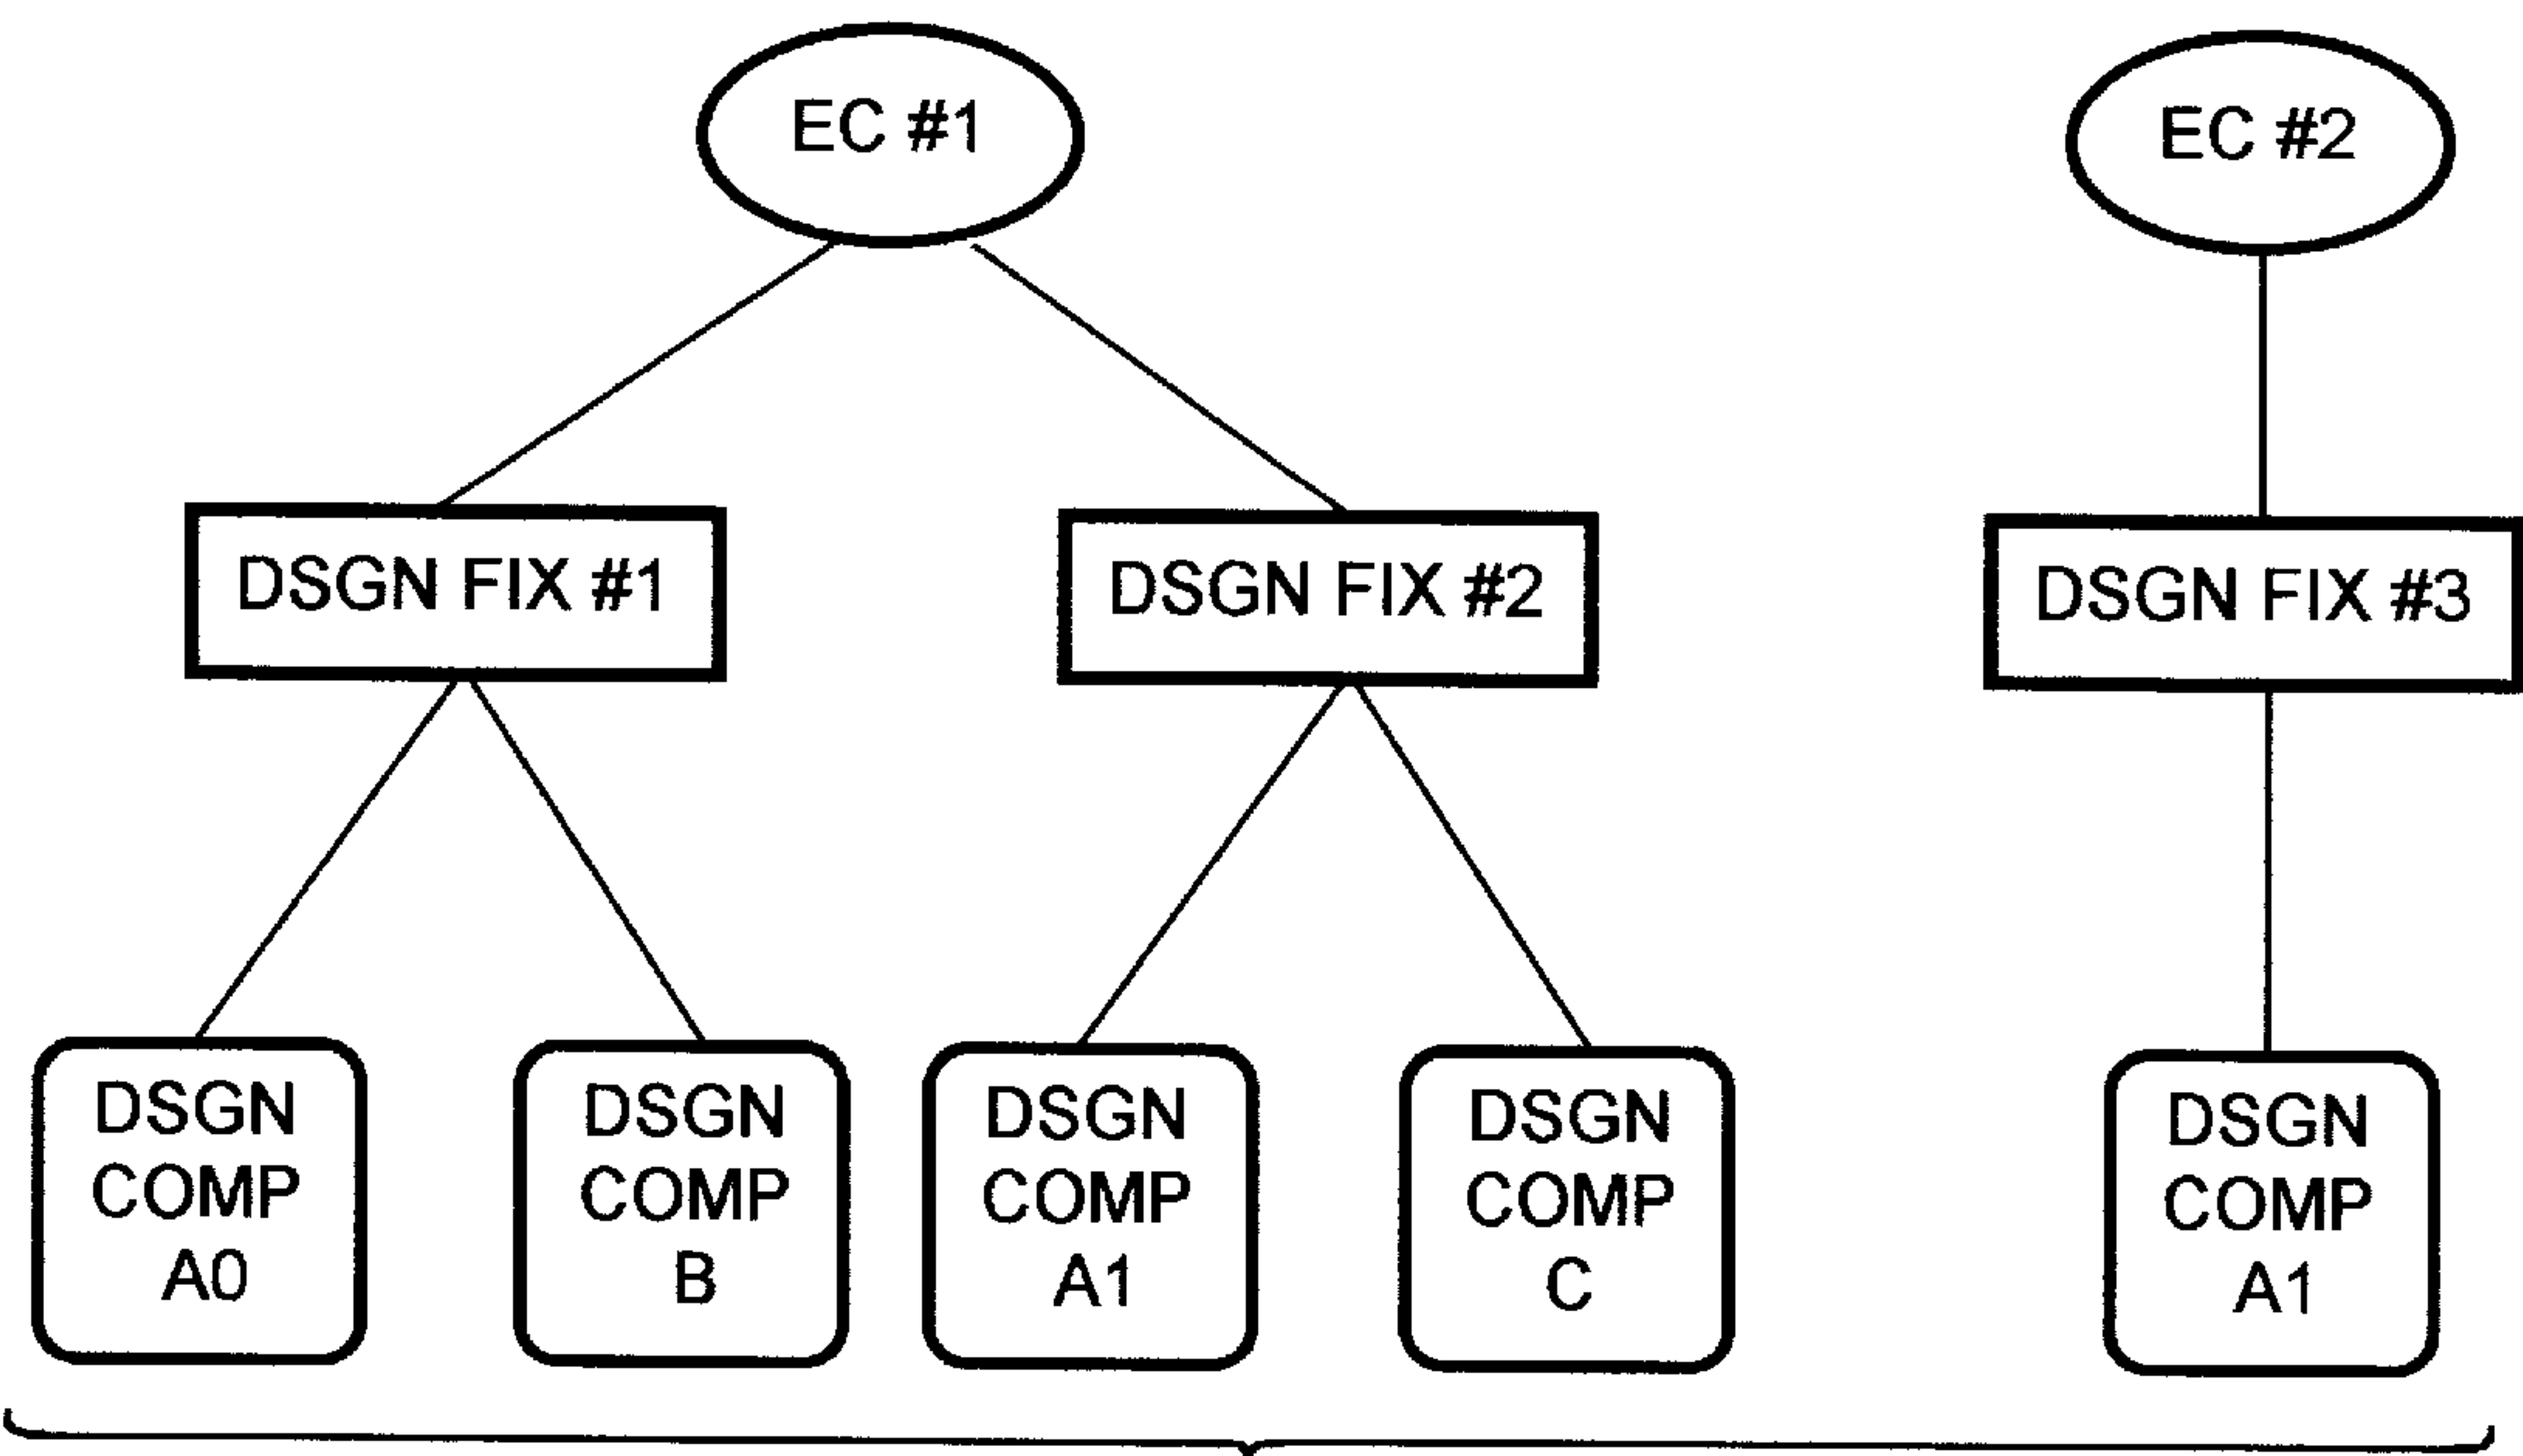 EC #1
EC #2
DSGN FIX #1
DSGN FIX #2
DSGN FIX #3
DSGN
COMP
A0
DSGN
COMP
B
DSGN
COMP
A1
DSGN
COMP
C
DSGN
COMP
A1